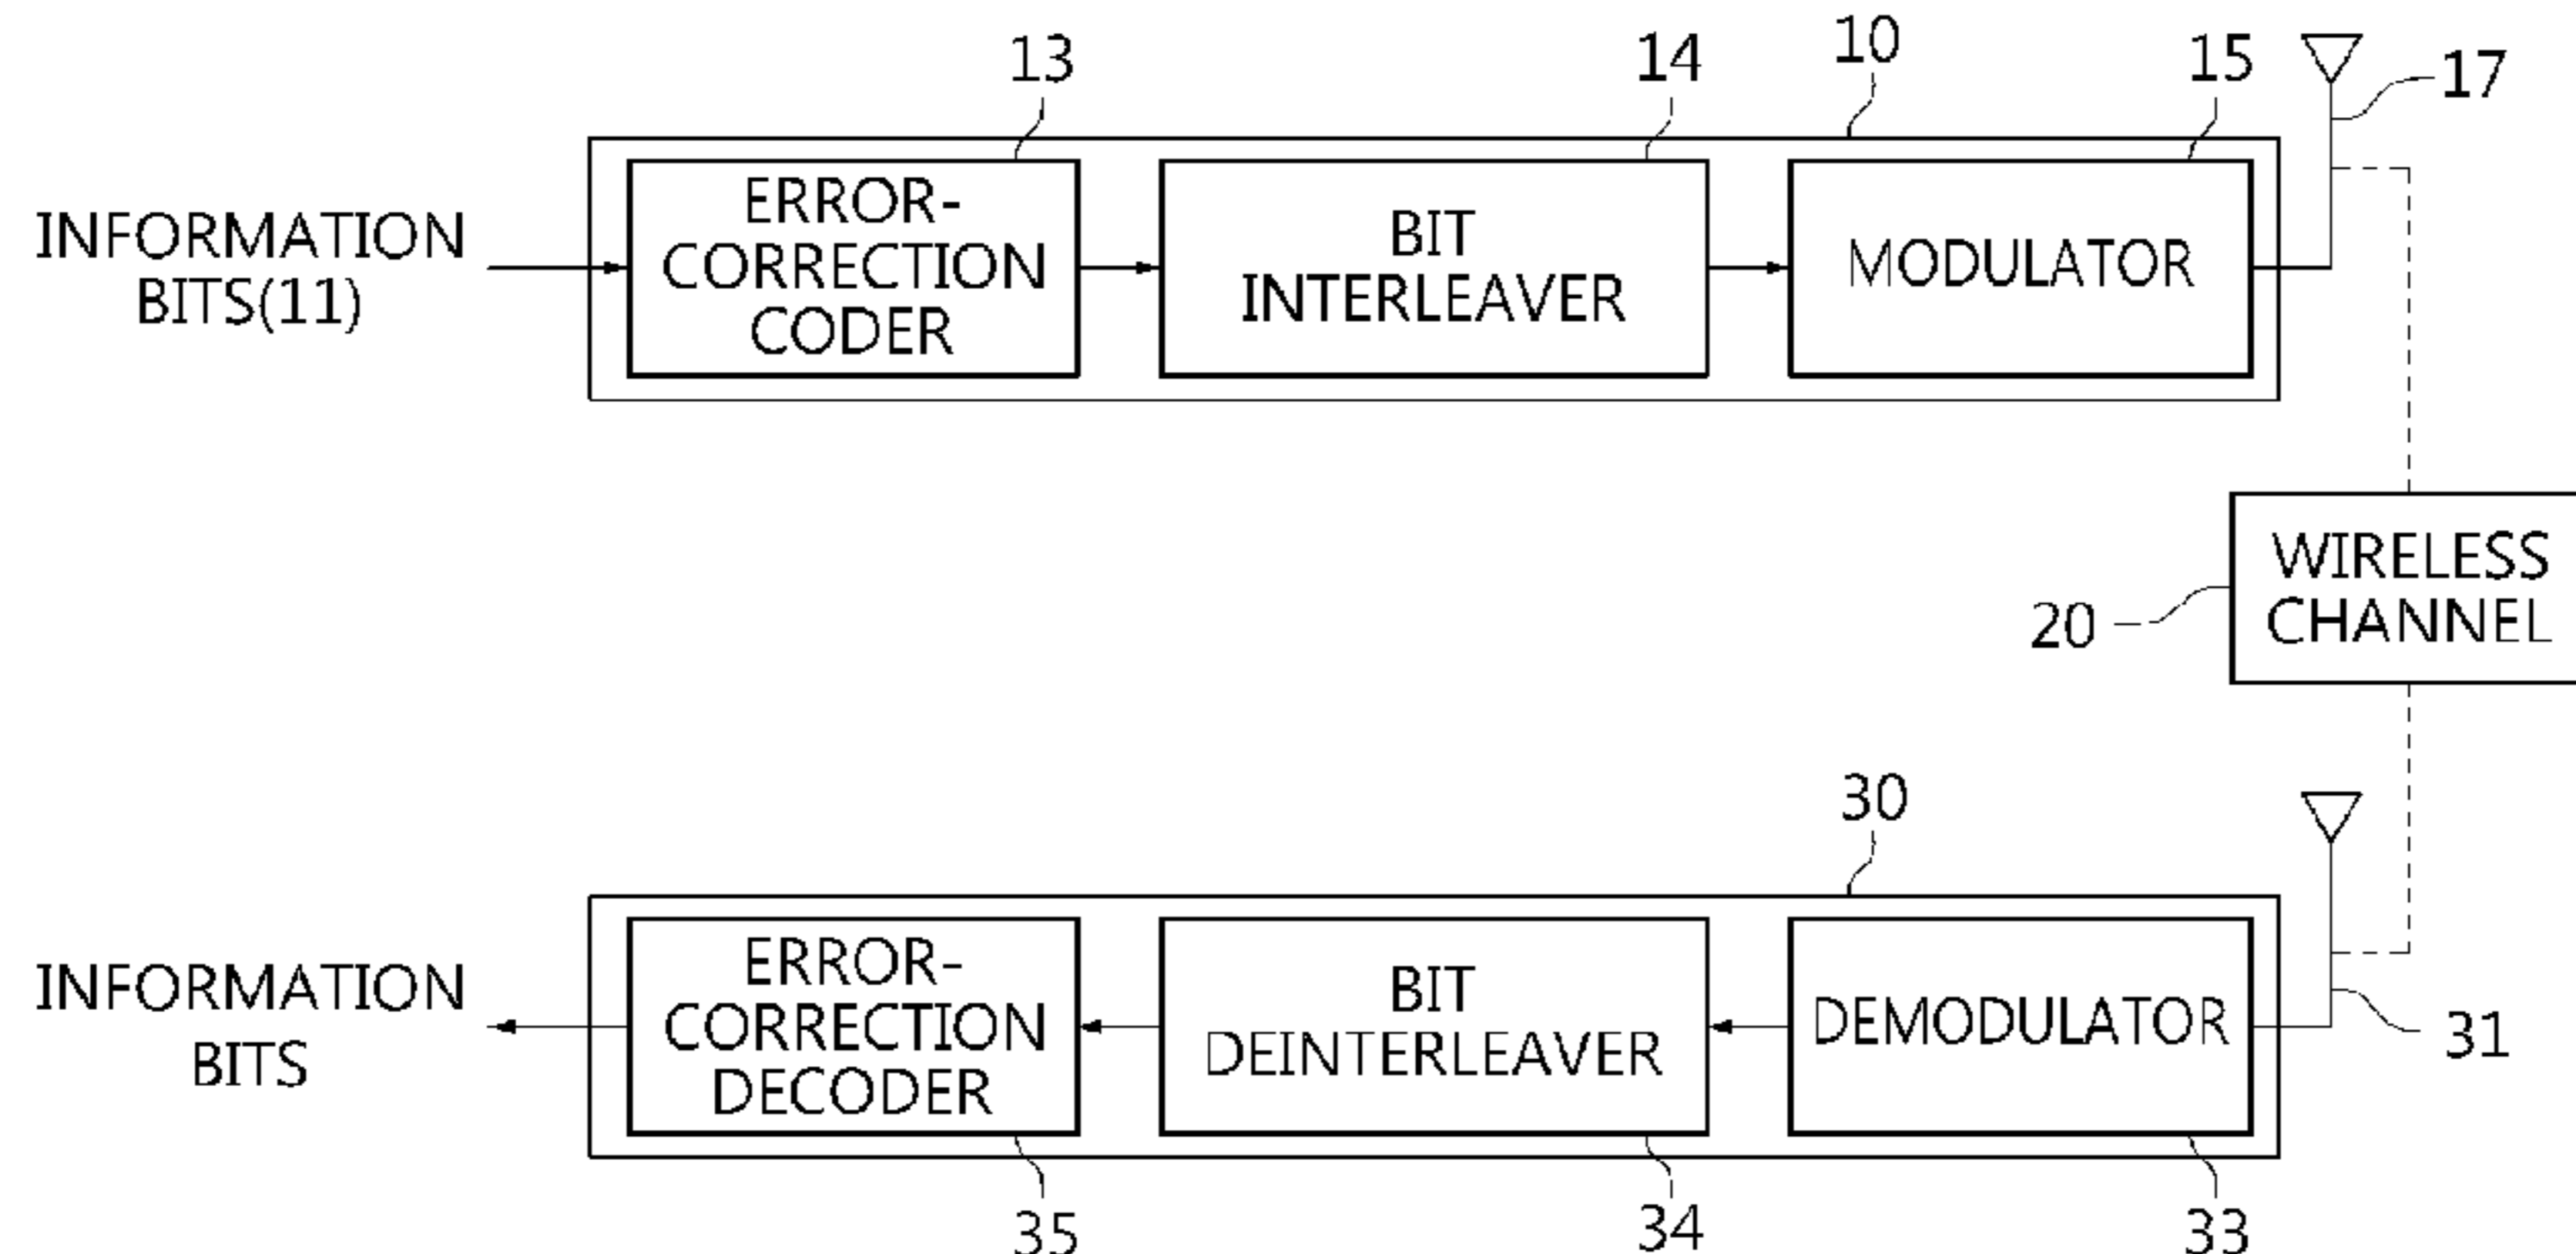 13
14
10
15
17
INFORMATION
BITS(11)
ERROR-
CORRECTION
CODER
BIT
INTERLEAVER
MODULATOR
WIRELESS
CHANNEL
20
30
INFORMATION
BITS
ERROR-
CORRECTION
DECODER
BIT
DEINTERLEAVER
DEMODULATOR
31
35
34
33